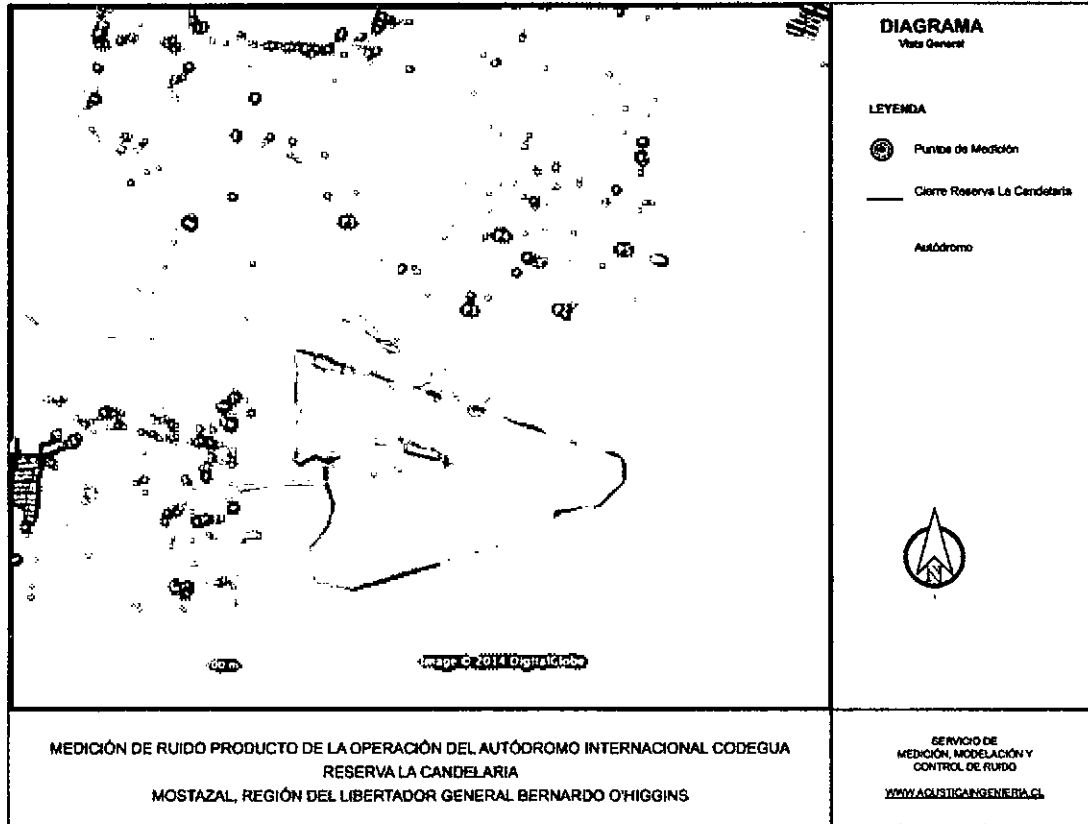 DIAGRAMA
Vista General
LEYENDA
Puntos de Medición
Cierre Reserva La Candelaria
Autódromo
N
Image © 2014 DigitalGlobe
MEDICIÓN DE RUIDO PRODUCTO DE LA OPERACIÓN DEL AUTÓDROMO INTERNACIONAL CODEGUA
RESERVA LA CANDELARIA
MOSTAZAL, REGIÓN DEL LIBERTADOR GENERAL BERNARDO O'HIGGINS
SERVICIO DE
MEDICIÓN, MODELACIÓN Y
CONTROL DE RUIDO
WWW.ACUSTICAINGENIERIA.CL